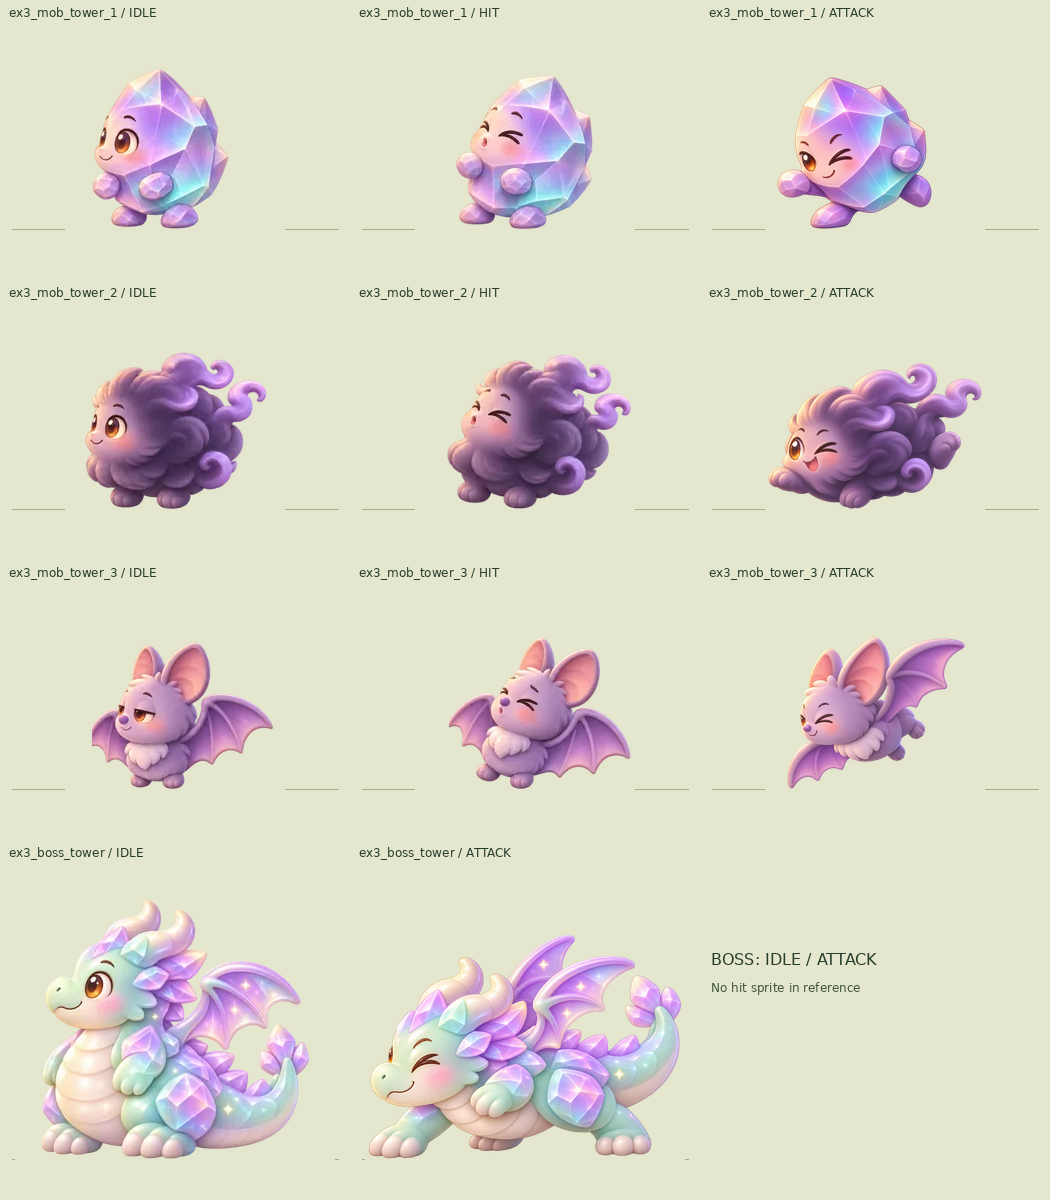 ex3_mob_tower_1 / IDLE
ex3_mob_tower_1 / HIT
ex3_mob_tower_1 / ATTACK
ex3_mob_tower_2 / IDLE
ex3_mob_tower_2 / HIT
ex3_mob_tower_2 / ATTACK
ex3_mob_tower_3 / IDLE
ex3_mob_tower_3 / HIT
ex3_mob_tower_3 / ATTACK
ex3_boss_tower / IDLE
ex3_boss_tower / ATTACK
BOSS: IDLE / ATTACK
No hit sprite in reference